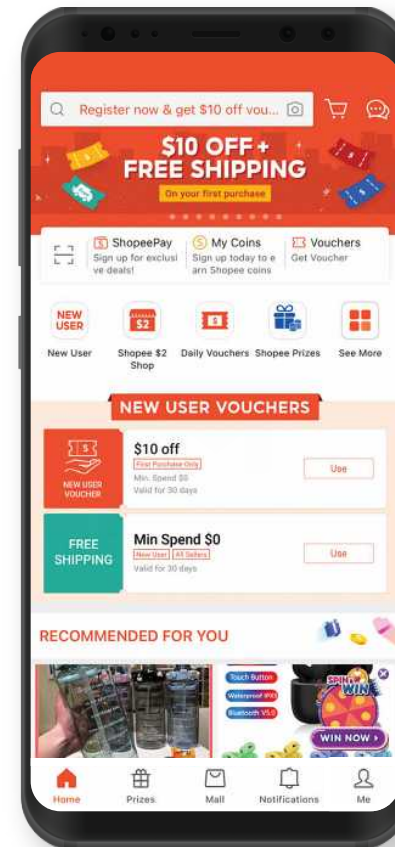 Register now & get $10 off vou...
$10 OFF +
FREE SHIPPING
On your first purchase
ShopeePay
Sign up for exclusi
ve deals!
My Coins
Sign up today to e
arn Shopee coins
Vouchers
Get Voucher
NEW
USER
$2
New User
Shopee $2
Shop
Daily Vouchers
Shopee Prizes
See More
NEW USER VOUCHERS
NEW USER
VOUCHER
$10 off
First Purchase Only
Min. Spend $0
Valid for 30 days
Use
FREE
SHIPPING
Min Spend $0
New User
All Sellers
Valid for 30 days
Use
RECOMMENDED FOR YOU
Touch Button
Waterproof IPX5
Bluetooth V5.0
SPIN &
WIN
WIN NOW >
Home
Prizes
Mall
Notifications
Me